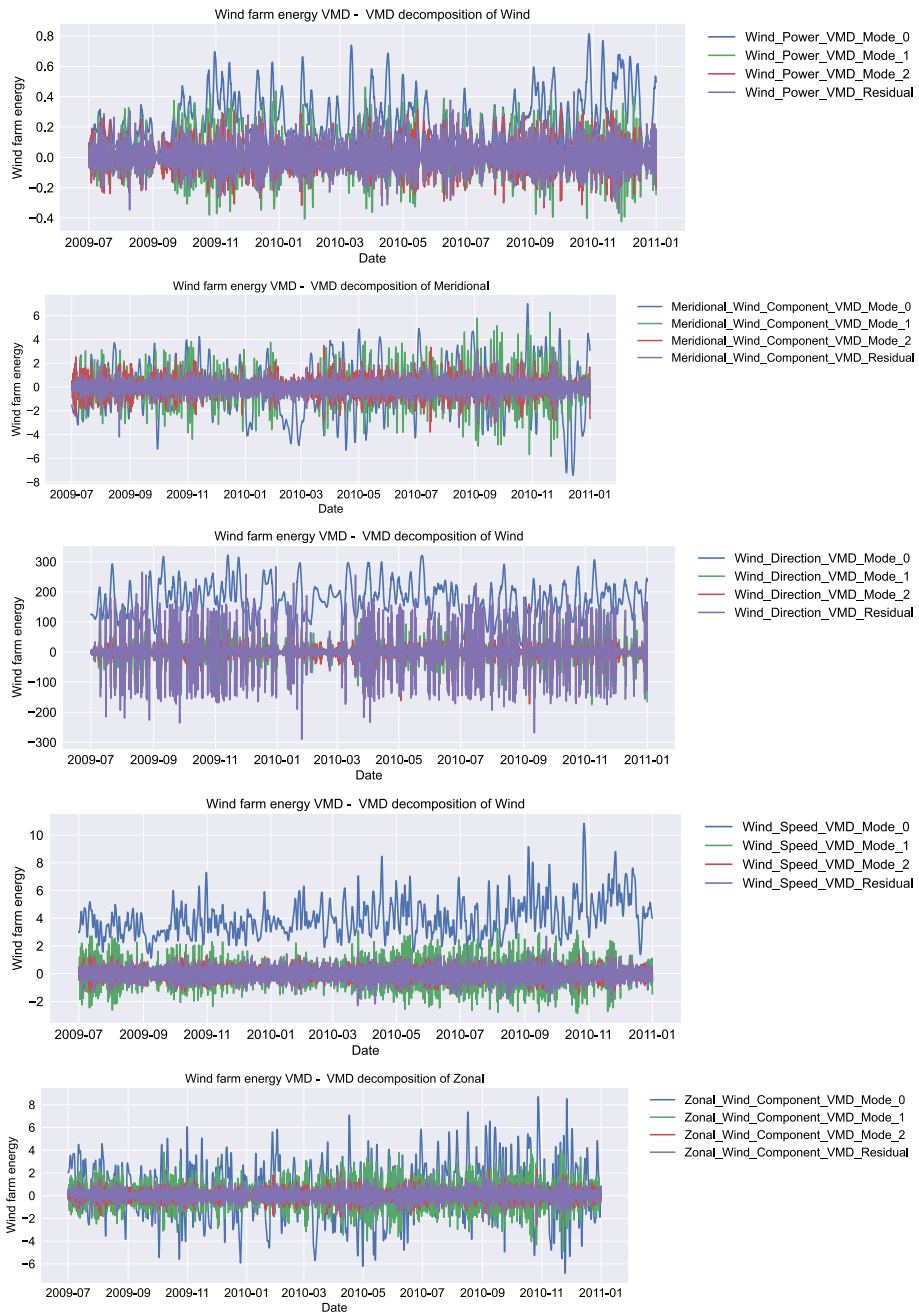 Wind farm energy VMD - VMD decomposition of Wind
Wind farm energy
0.8
0.6
0.4
0.2
0.0
−0.2
−0.4
2009-07 2009-09 2009-11 2010-01 2010-03 2010-05 2010-07 2010-09 2010-11 2011-01
Date
Wind_Power_VMD_Mode_0
Wind_Power_VMD_Mode_1
Wind_Power_VMD_Mode_2
Wind_Power_VMD_Residual
Wind farm energy VMD - VMD decomposition of Meridional
Wind farm energy
6
4
2
0
−2
−4
−6
−8
2009-07 2009-09 2009-11 2010-01 2010-03 2010-05 2010-07 2010-09 2010-11 2011-01
Date
Meridional_Wind_Component_VMD_Mode_0
Meridional_Wind_Component_VMD_Mode_1
Meridional_Wind_Component_VMD_Mode_2
Meridional_Wind_Component_VMD_Residual
Wind farm energy VMD - VMD decomposition of Wind
Wind farm energy
300
200
100
0
−100
−200
−300
2009-07 2009-09 2009-11 2010-01 2010-03 2010-05 2010-07 2010-09 2010-11 2011-01
Date
Wind_Direction_VMD_Mode_0
Wind_Direction_VMD_Mode_1
Wind_Direction_VMD_Mode_2
Wind_Direction_VMD_Residual
Wind farm energy VMD - VMD decomposition of Wind
Wind farm energy
10
8
6
4
2
0
−2
2009-07 2009-09 2009-11 2010-01 2010-03 2010-05 2010-07 2010-09 2010-11 2011-01
Date
Wind_Speed_VMD_Mode_0
Wind_Speed_VMD_Mode_1
Wind_Speed_VMD_Mode_2
Wind_Speed_VMD_Residual
Wind farm energy VMD - VMD decomposition of Zonal
Wind farm energy
8
6
4
2
0
−2
−4
−6
2009-07 2009-09 2009-11 2010-01 2010-03 2010-05 2010-07 2010-09 2010-11 2011-01
Date
Zonal_Wind_Component_VMD_Mode_0
Zonal_Wind_Component_VMD_Mode_1
Zonal_Wind_Component_VMD_Mode_2
Zonal_Wind_Component_VMD_Residual